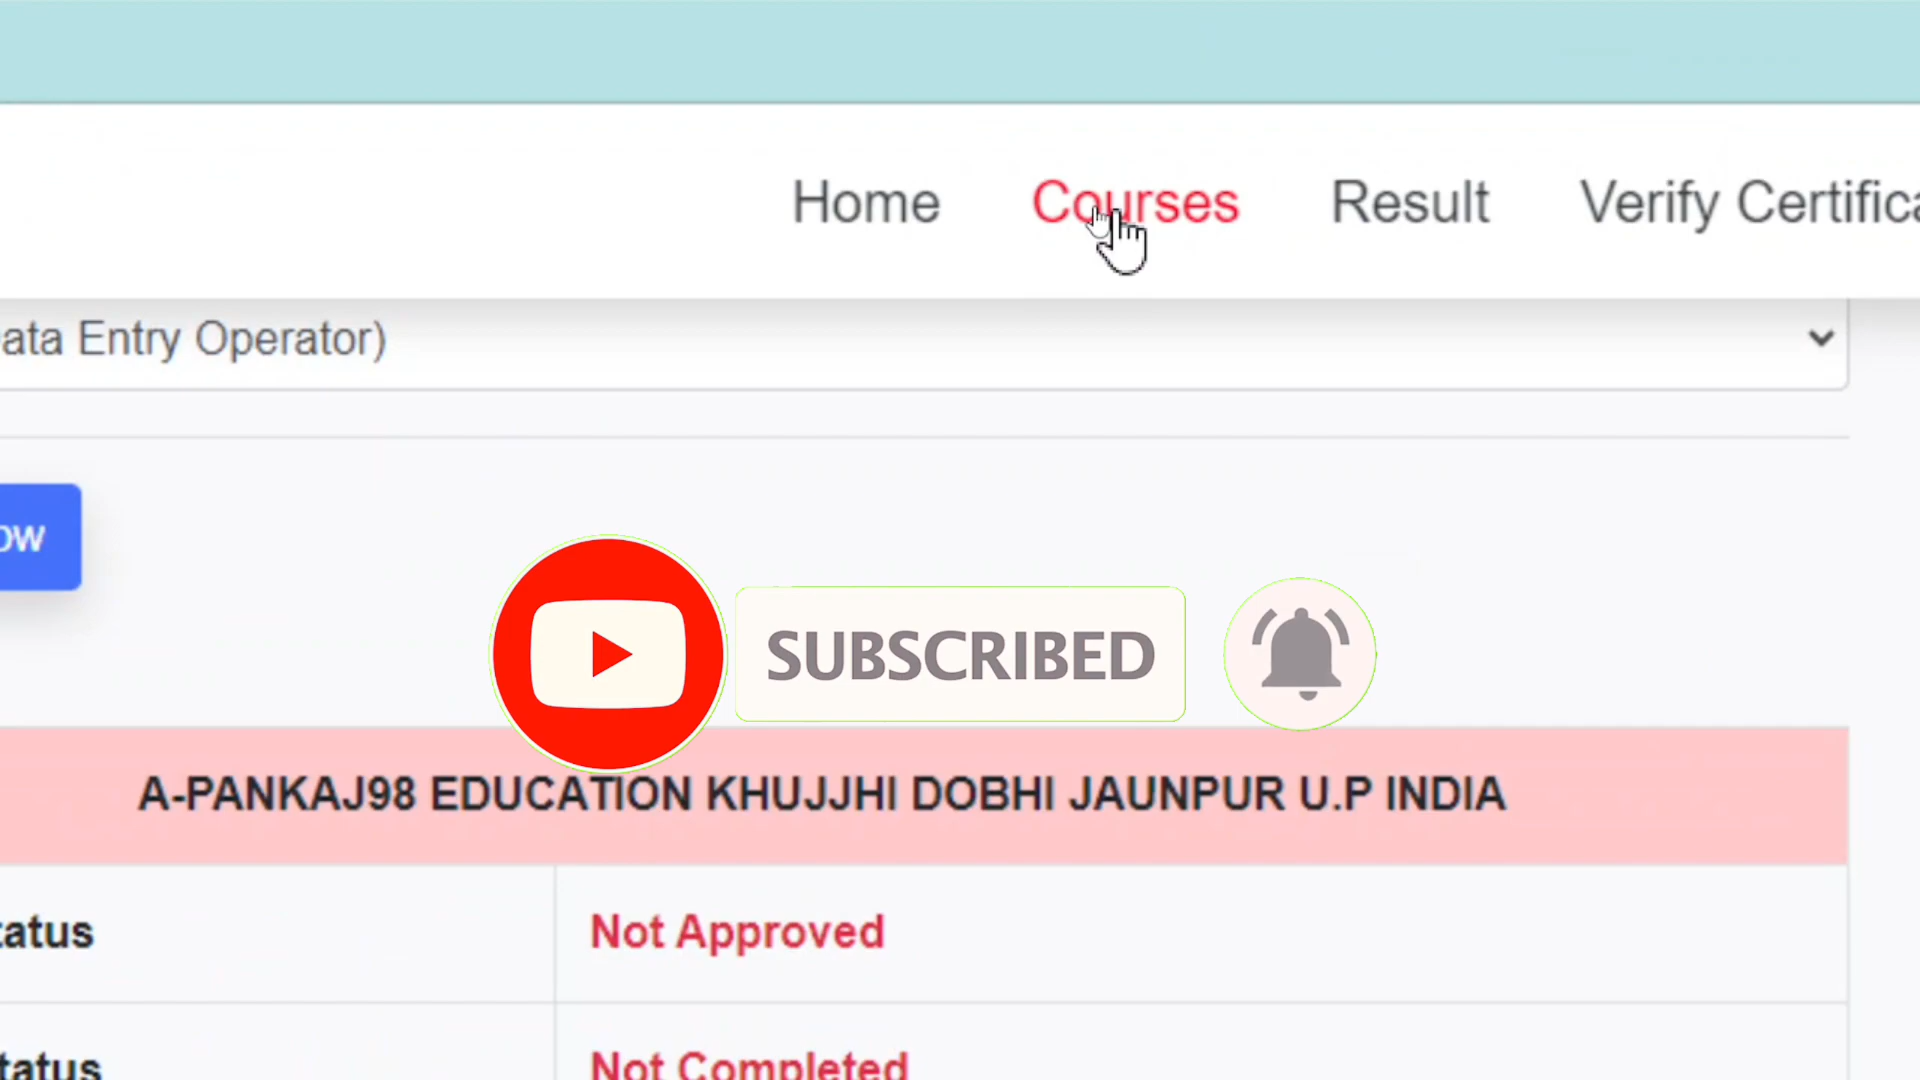 Home Courses Result Verify Certifica
ata Entry Operator)
ow
SUBSCRIBED
A-PANKAJ98 EDUCATION KHUJJHI DOBHI JAUNPUR U.P INDIA
tatus Not Approved
tatus Not Completed